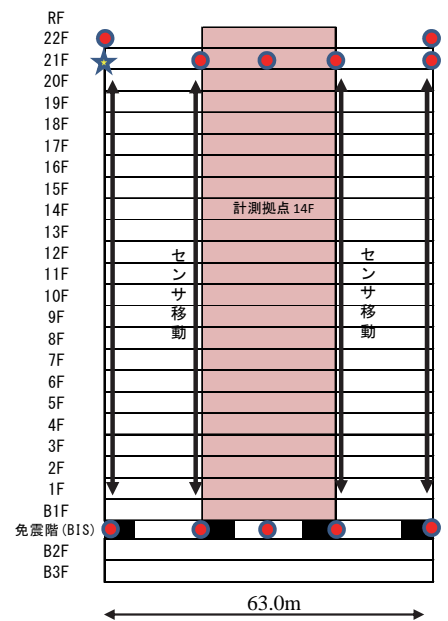 RF
22F
21F
20F
19F
18F
17F
16F
15F
14F
計測拠点 14F
13F
12F
11F
10F
9F
8F
7F
6F
5F
4F
3F
2F
1F
B1F
免震階(BIS)
B2F
B3F
センサ移動
センサ移動
63.0m